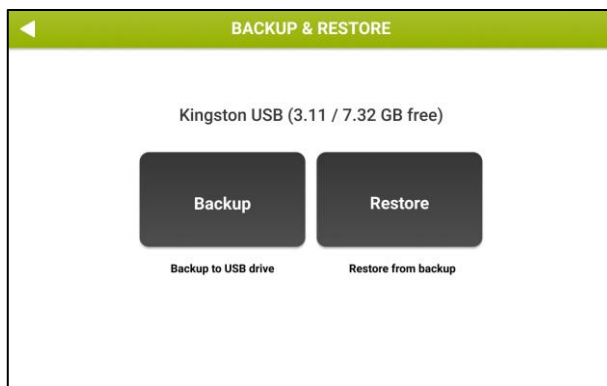 BACKUP & RESTORE
Kingston USB (3.11 / 7.32 GB free)
Backup
Restore
Backup to USB drive
Restore from backup